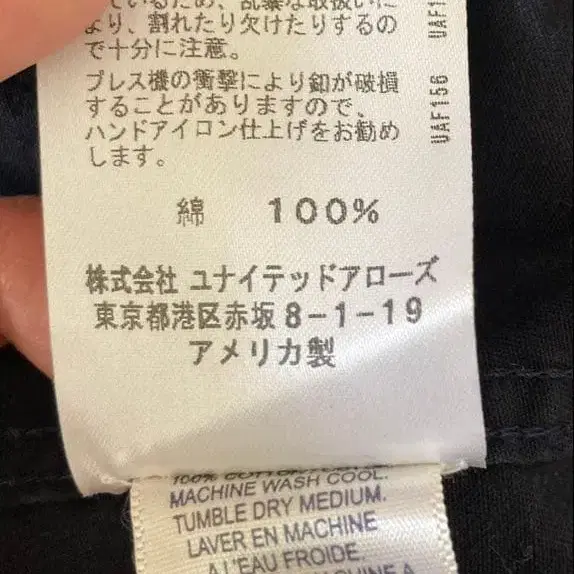 ているため、乱暴な取扱いに
より、割れたり欠けたりするの
で十分に注意。
プレス機の衝撃により釦が破損
することがありますので、
ハンドアイロン仕上げをお勧め
します。
綿 100%
株式会社 ユナイテッドアローズ
東京都港区赤坂8-1-19
アメリカ製
UAF156 UAF1
100% COTTON
MACHINE WASH COOL.
TUMBLE DRY MEDIUM.
LAVER EN MACHINE
A L'EAU FROIDE.
MACHINE A